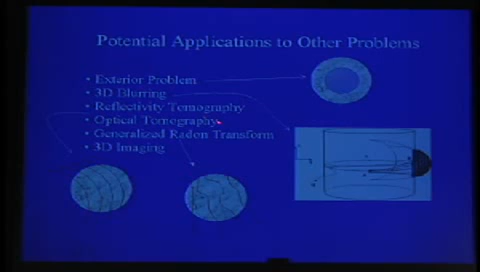 Potential Applications to Other Problems
• Exterior Problem
• 3D Blurring
• Reflectivity Tomography
• Optical Tomography
• Generalized Radon Transform
• 3D Imaging